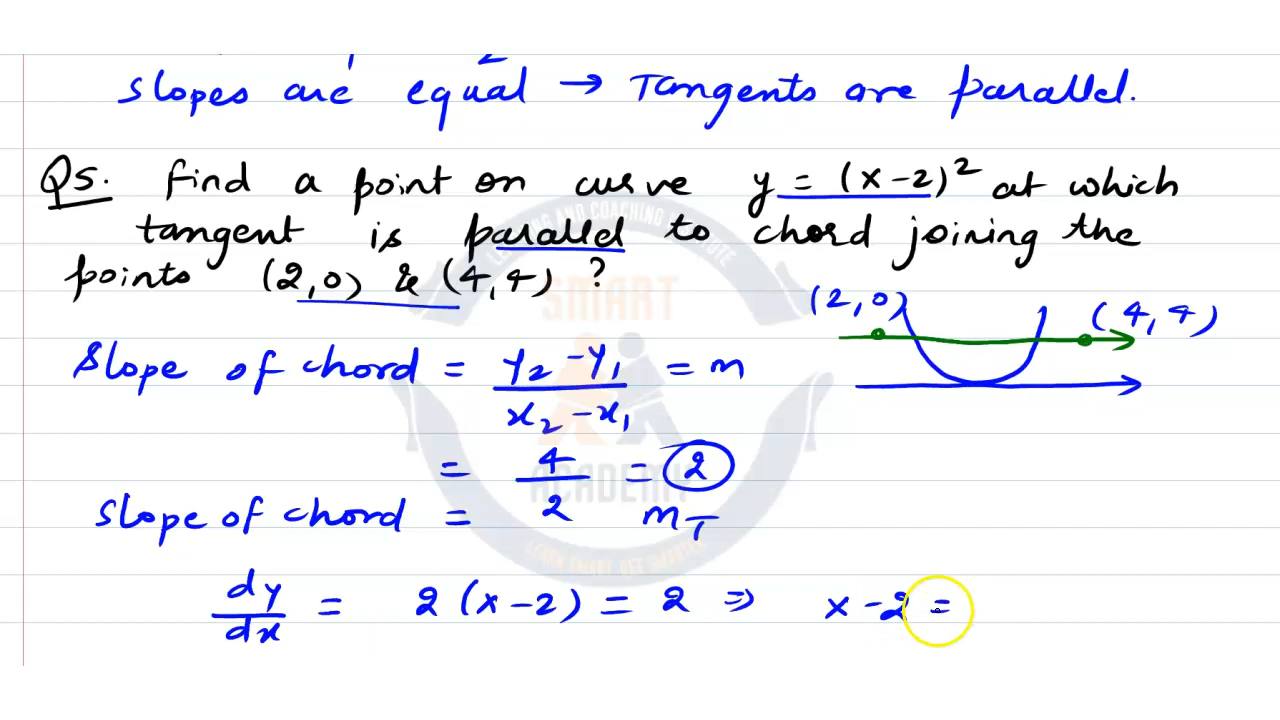 slopes are equal → Tangents are parallel.
Q5. find a point on curve y = (x-2)² at which
tangent is parallel to chord joining the
points (2,0) & (4,4) ?
(2,0) (4,4)
Slope of chord = y₂-y₁/x₂-x₁ = m
= 4/2 = 2
slope of chord = m_T
dy/dx = 2(x-2) = 2 ⇒ x-2 =
SMART
ACADEMY